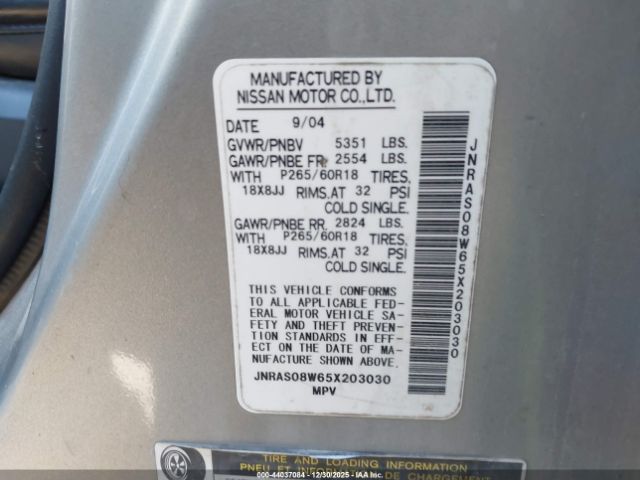 MANUFACTURED BY
NISSAN MOTOR CO.,LTD.
DATE 9/04
GVWR/PNBV 5351 LBS.
GAWR/PNBE FR. 2554 LBS.
WITH P265/60R18 TIRES.
18X8JJ RIMS.AT 32 PSI
COLD SINGLE.
GAWR/PNBE RR. 2824 LBS.
WITH P265/60R18 TIRES.
18X8JJ RIMS.AT 32 PSI
COLD SINGLE.
THIS VEHICLE CONFORMS
TO ALL APPLICABLE FED-
ERAL MOTOR VEHICLE SA-
FETY AND THEFT PREVEN-
TION STANDARDS IN EFF-
ECT ON THE DATE OF MA-
NUFACTURE SHOWN ABOVE.
JNRAS08W65X203030
MPV
JNRAS08W65X203030
TIRE AND LOADING INFORMATION
© IAA - 44037084 - 12/30/2025 - JAMHOUR